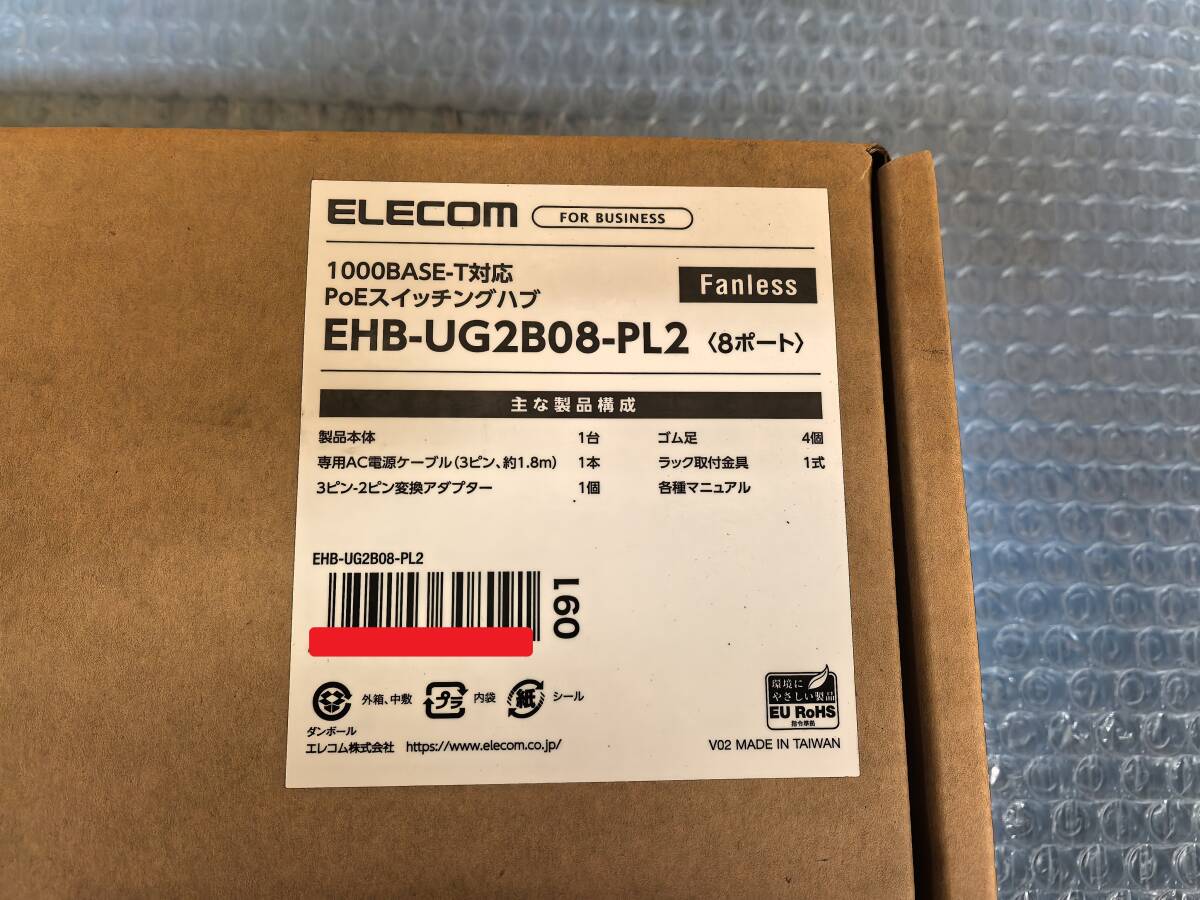 ELECOM FOR BUSINESS
1000BASE-T対応
PoEスイッチングハブ
Fanless
EHB-UG2B08-PL2 〈8ポート〉
主な製品構成
製品本体 1台
専用AC電源ケーブル(3ピン、約1.8m) 1本
3ピン-2ピン変換アダプター 1個
ゴム足 4個
ラック取付金具 1式
各種マニュアル
EHB-UG2B08-PL2
091
ダンボール
外箱、中敷
プラ
内袋
紙
シール
環境に
やさしい製品
EU RoHS
指令準拠
エレコム株式会社 https://www.elecom.co.jp/
V02 MADE IN TAIWAN